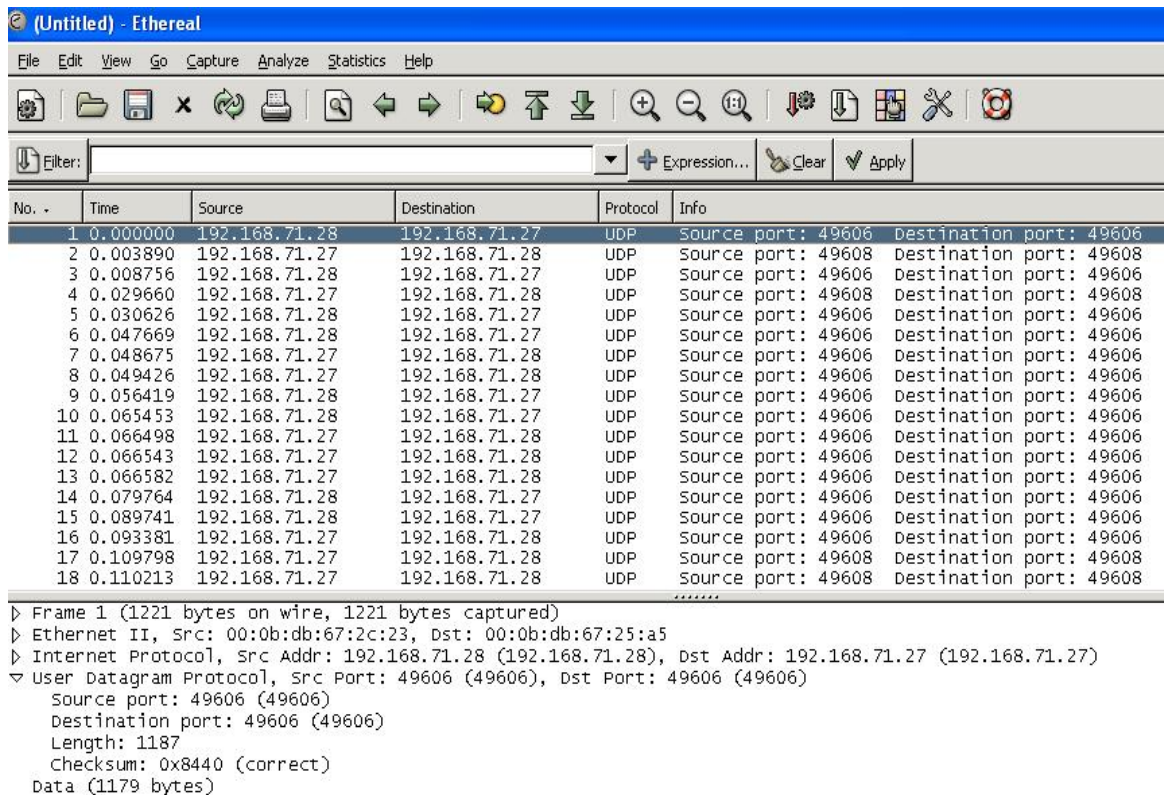 (Untitled) - Ethereal
File Edit View Go Capture Analyze Statistics Help
Filter: Expression... Clear Apply
No. Time Source Destination Protocol Info
1 0.000000 192.168.71.28 192.168.71.27 UDP Source port: 49606 Destination port: 49606
2 0.003890 192.168.71.27 192.168.71.28 UDP Source port: 49608 Destination port: 49608
3 0.008756 192.168.71.28 192.168.71.27 UDP Source port: 49606 Destination port: 49606
4 0.029660 192.168.71.27 192.168.71.28 UDP Source port: 49608 Destination port: 49608
5 0.030626 192.168.71.28 192.168.71.27 UDP Source port: 49606 Destination port: 49606
6 0.047669 192.168.71.28 192.168.71.27 UDP Source port: 49606 Destination port: 49606
7 0.048675 192.168.71.27 192.168.71.28 UDP Source port: 49606 Destination port: 49606
8 0.049426 192.168.71.27 192.168.71.28 UDP Source port: 49606 Destination port: 49606
9 0.056419 192.168.71.28 192.168.71.27 UDP Source port: 49606 Destination port: 49606
10 0.065453 192.168.71.28 192.168.71.27 UDP Source port: 49606 Destination port: 49606
11 0.066498 192.168.71.27 192.168.71.28 UDP Source port: 49606 Destination port: 49606
12 0.066543 192.168.71.27 192.168.71.28 UDP Source port: 49606 Destination port: 49606
13 0.066582 192.168.71.27 192.168.71.28 UDP Source port: 49606 Destination port: 49606
14 0.079764 192.168.71.28 192.168.71.27 UDP Source port: 49606 Destination port: 49606
15 0.089741 192.168.71.28 192.168.71.27 UDP Source port: 49606 Destination port: 49606
16 0.093381 192.168.71.27 192.168.71.28 UDP Source port: 49606 Destination port: 49606
17 0.109798 192.168.71.27 192.168.71.28 UDP Source port: 49608 Destination port: 49608
18 0.110213 192.168.71.27 192.168.71.28 UDP Source port: 49608 Destination port: 49608
Frame 1 (1221 bytes on wire, 1221 bytes captured)
Ethernet II, Src: 00:0b:db:67:2c:23, Dst: 00:0b:db:67:25:a5
Internet Protocol, Src Addr: 192.168.71.28 (192.168.71.28), Dst Addr: 192.168.71.27 (192.168.71.27)
User Datagram Protocol, Src Port: 49606 (49606), Dst Port: 49606 (49606)
Source port: 49606 (49606)
Destination port: 49606 (49606)
Length: 1187
Checksum: 0x8440 (correct)
Data (1179 bytes)